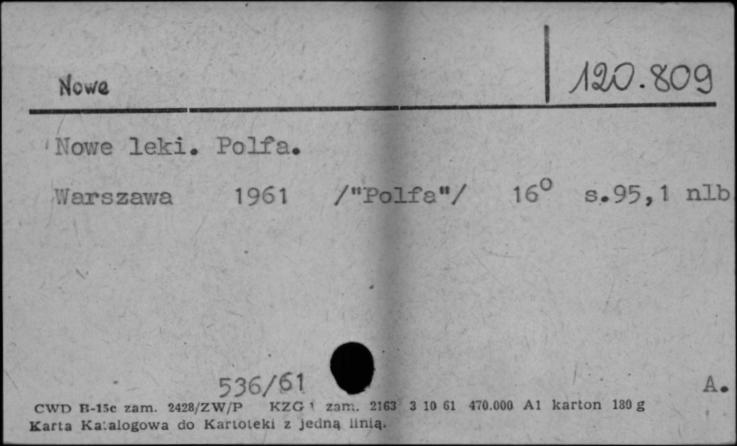 Nowe 120.809
Nowe leki. Polfa.
Warszawa 1961 /"Polfa"/ 16° s.95,1 nlb
536/61 A.
CWD B-15c zam. 2428/ZW/P KZG 1 zam. 2163 3 10 61 470.000 A1 karton 180 g
Karta Katalogowa do Kartoteki z jedną linią.